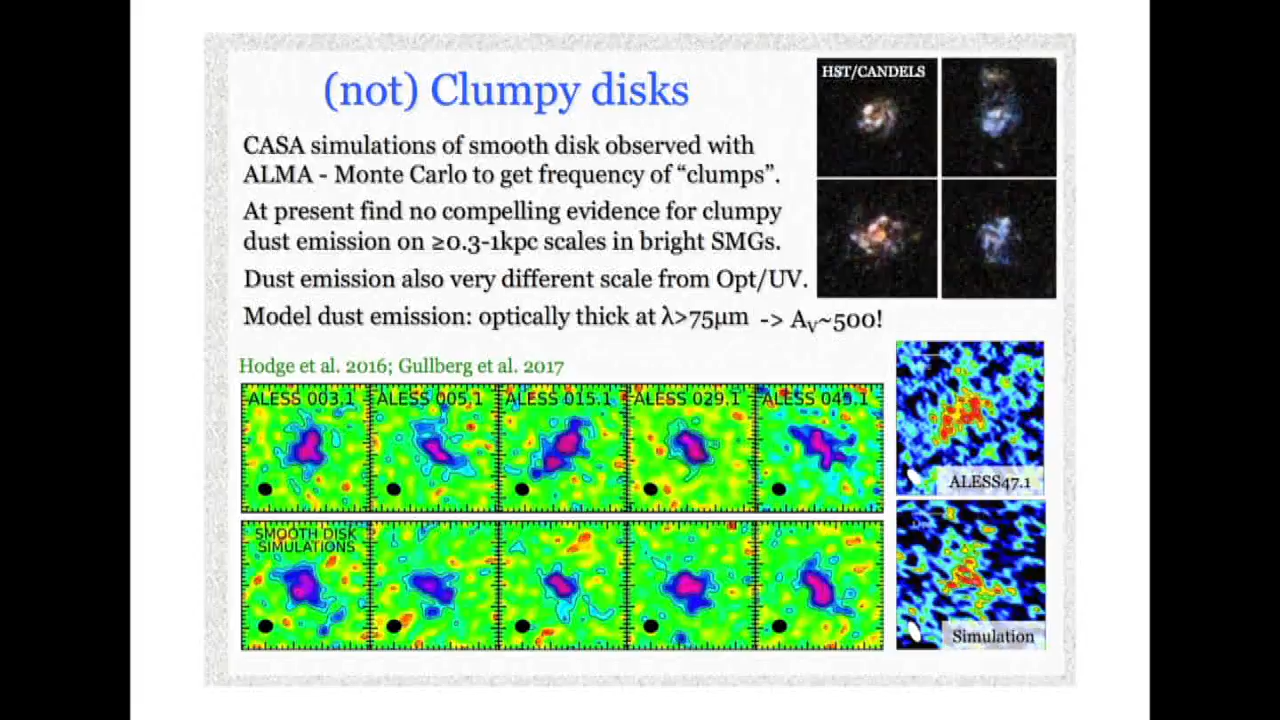 (not) Clumpy disks
HST/CANDELS
CASA simulations of smooth disk observed with
ALMA - Monte Carlo to get frequency of “clumps”.
At present find no compelling evidence for clumpy
dust emission on ≥0.3-1kpc scales in bright SMGs.
Dust emission also very different scale from Opt/UV.
Model dust emission: optically thick at λ>75μm -> Aᵥ~500!
Hodge et al. 2016; Gullberg et al. 2017
ALESS 003.1 ALESS 005.1 ALESS 015.1 ALESS 029.1 ALESS 045.1
ALESS47.1
SMOOTH DISK
SIMULATIONS
Simulation